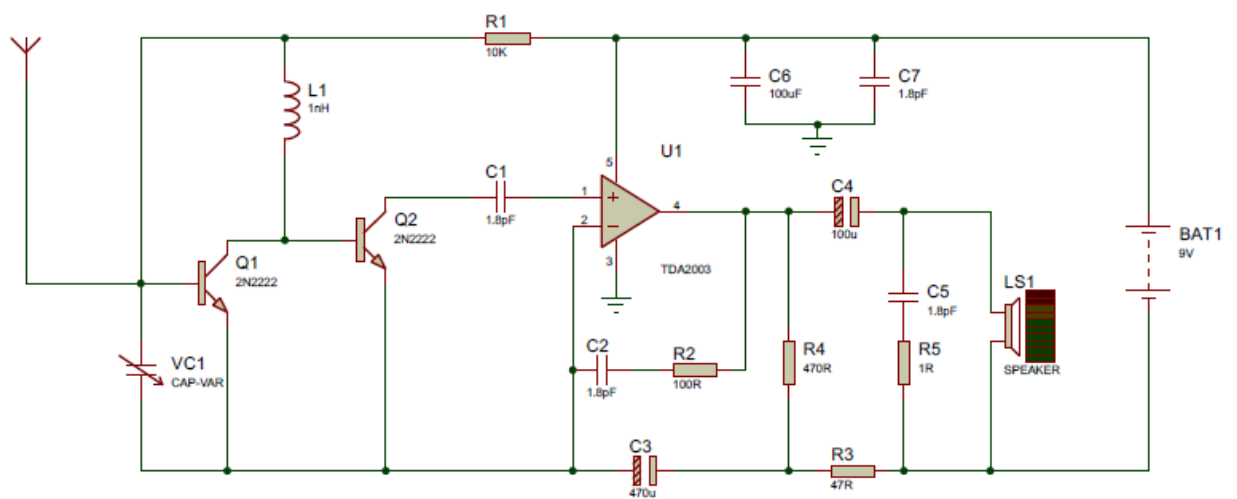 R1
10K
L1
1nH
C6
100uF
C7
1.8pF
U1
5
C1
1.8pF
1
2
3
4
TDA2003
C4
100u
Q2
2N2222
Q1
2N2222
BAT1
9V
LS1
SPEAKER
C5
1.8pF
VC1
CAP-VAR
C2
1.8pF
R2
100R
R4
470R
R5
1R
C3
470u
R3
47R